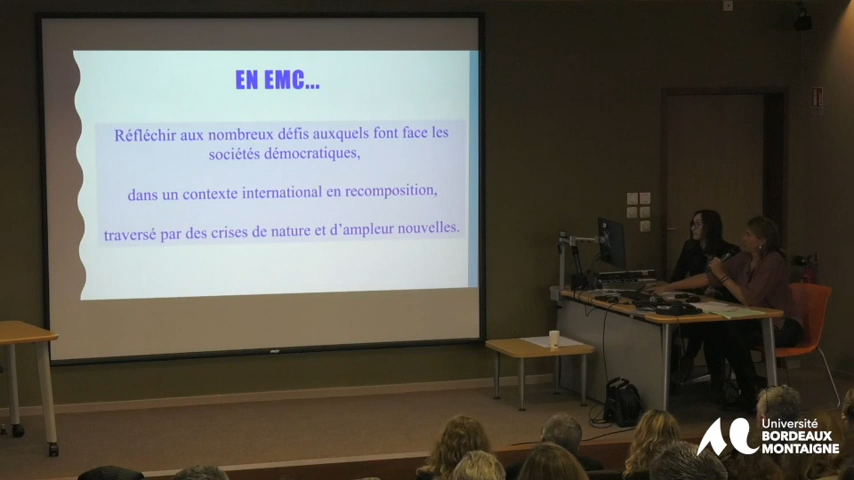 EN EMC...
Réfléchir aux nombreux défis auxquels font face les
sociétés démocratiques,
dans un contexte international en recomposition,
traversé par des crises de nature et d'ampleur nouvelles.
Université
BORDEAUX
MONTAIGNE